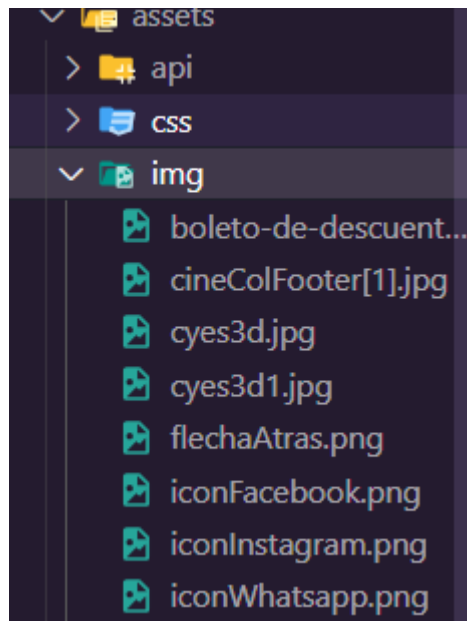 assets
api
css
img
boleto-de-descuent...
cineColFooter[1].jpg
cyes3d.jpg
cyes3d1.jpg
flechaAtras.png
iconFacebook.png
iconInstagram.png
iconWhatsapp.png